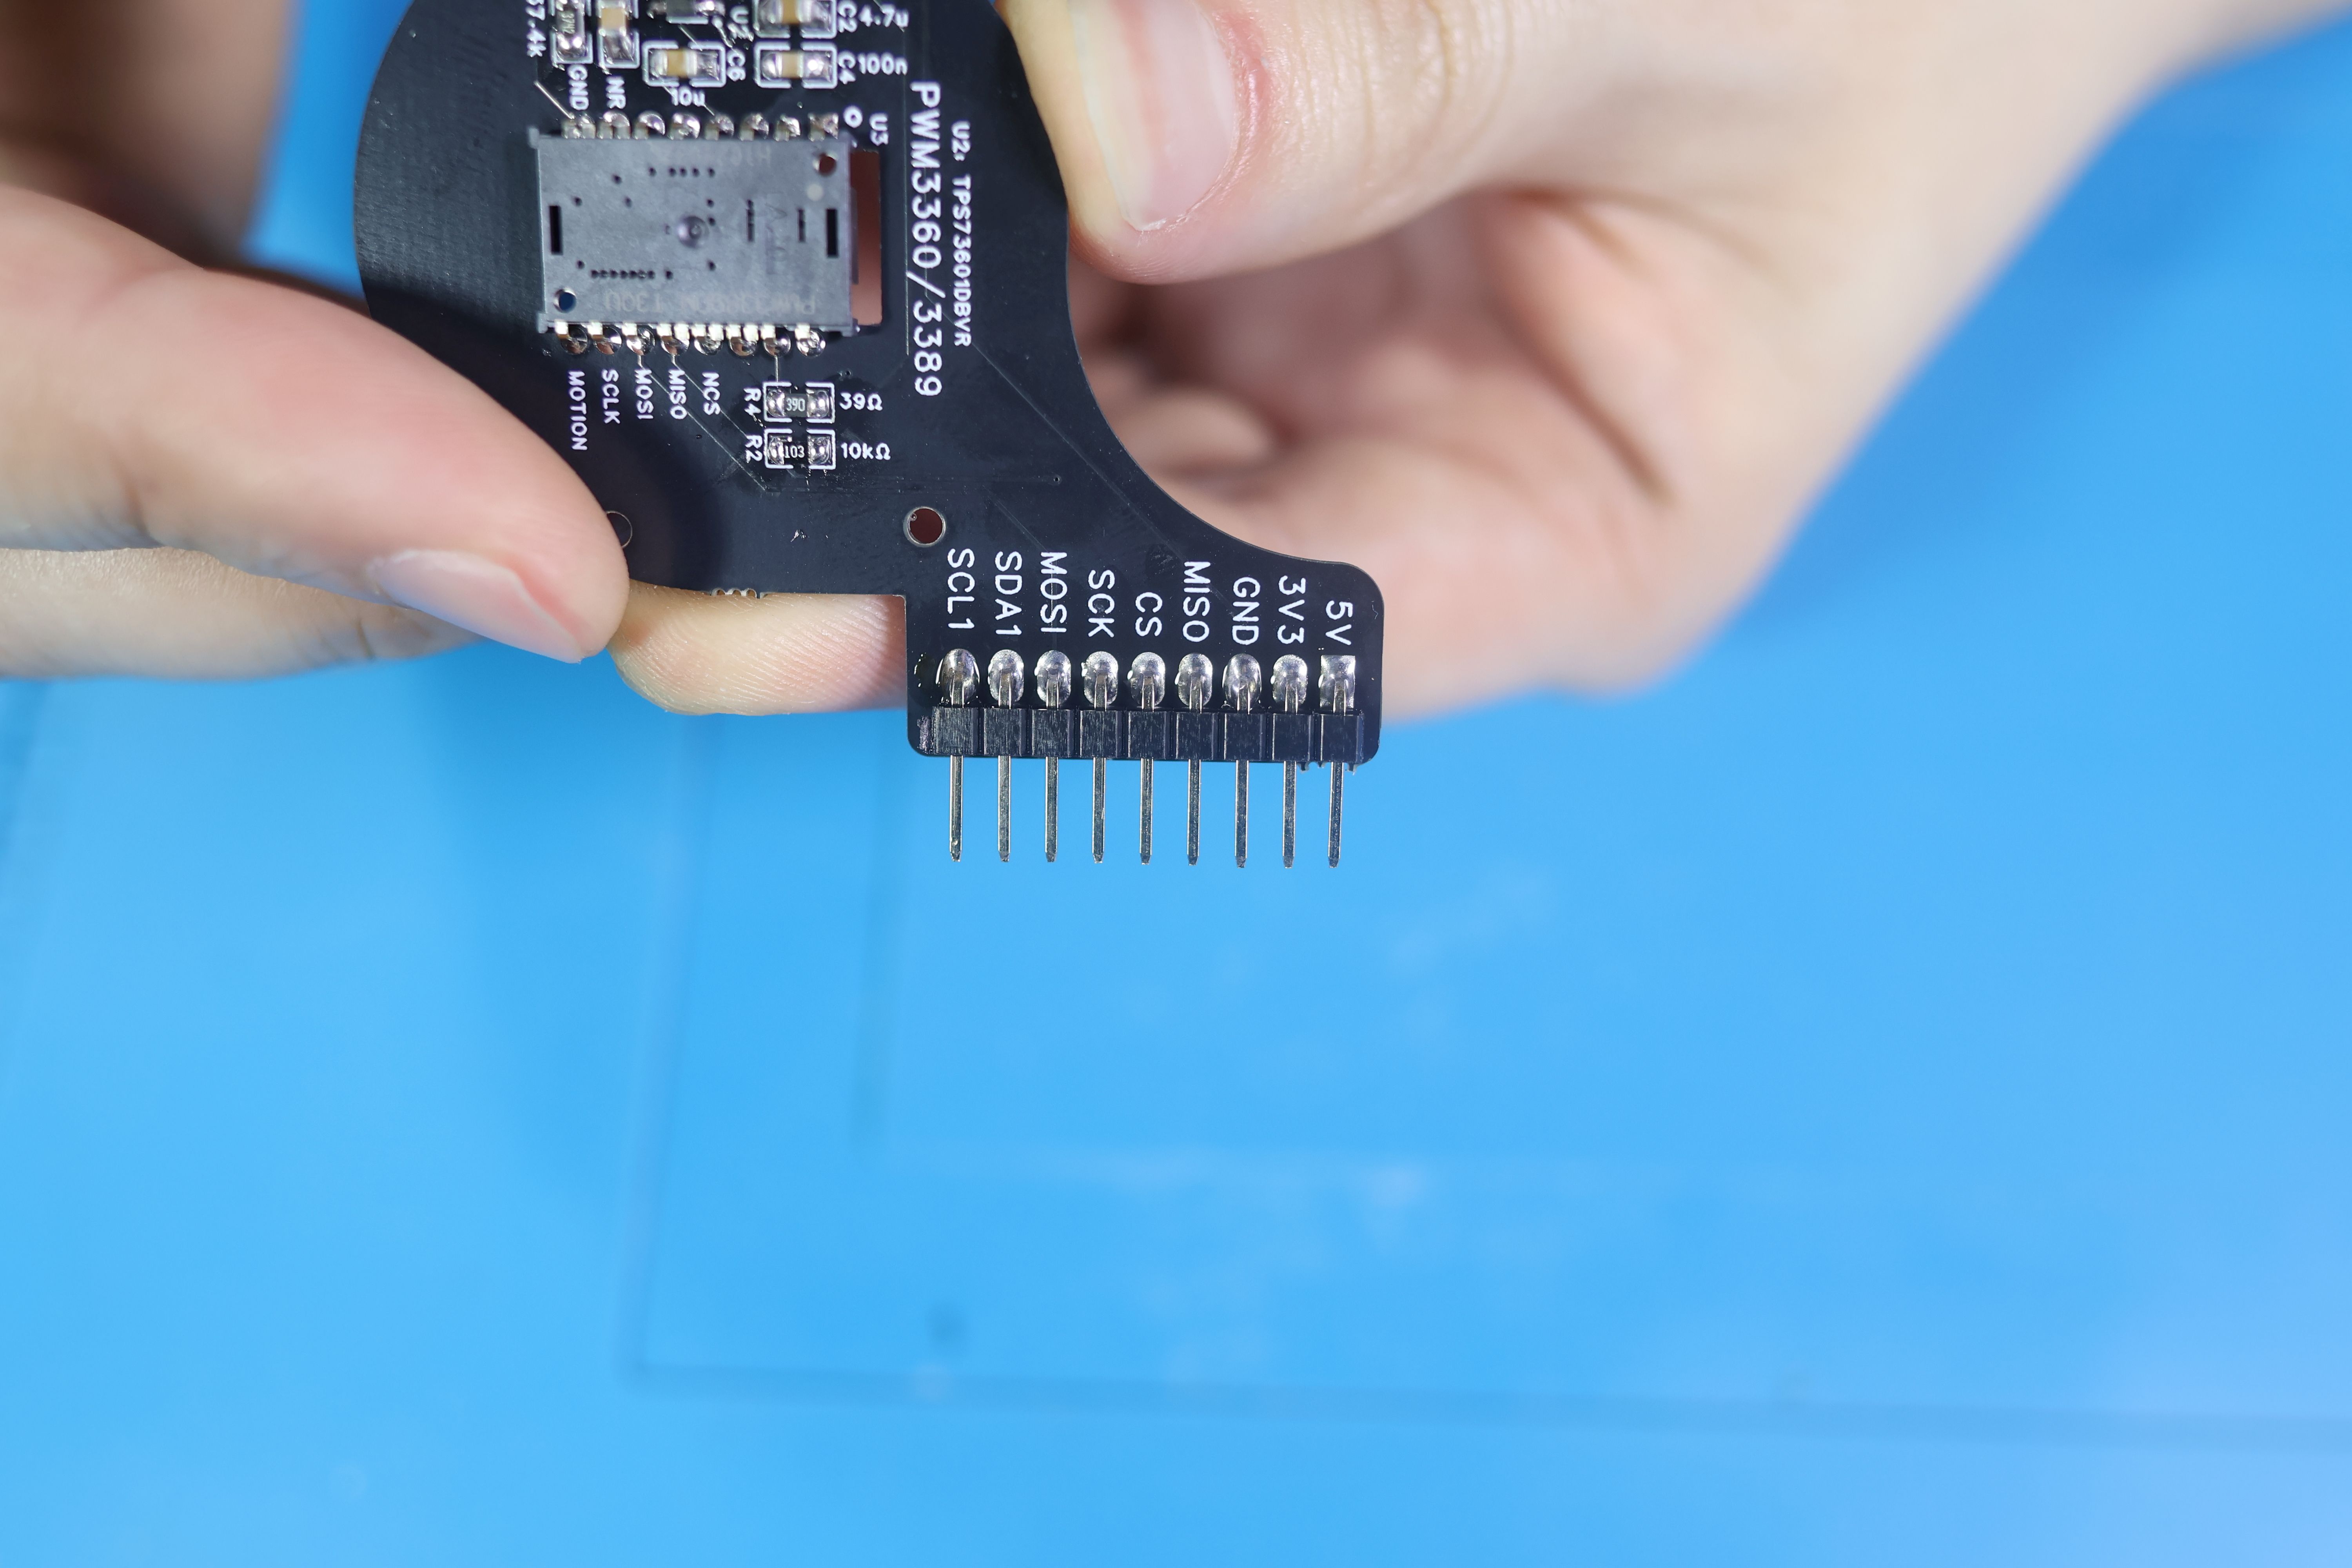 37.4k
C2
4.7u
C6
C4
100n
10u
GND
NR
U3
U2: TPS73601DBVR
PWM3360/3389
MOTION
SCLK
MOSI
MISO
NCS
R4
390
39Ω
R2
103
10kΩ
SCL1
SDA1
MOSI
SCK
CS
MISO
GND
3V3
5V